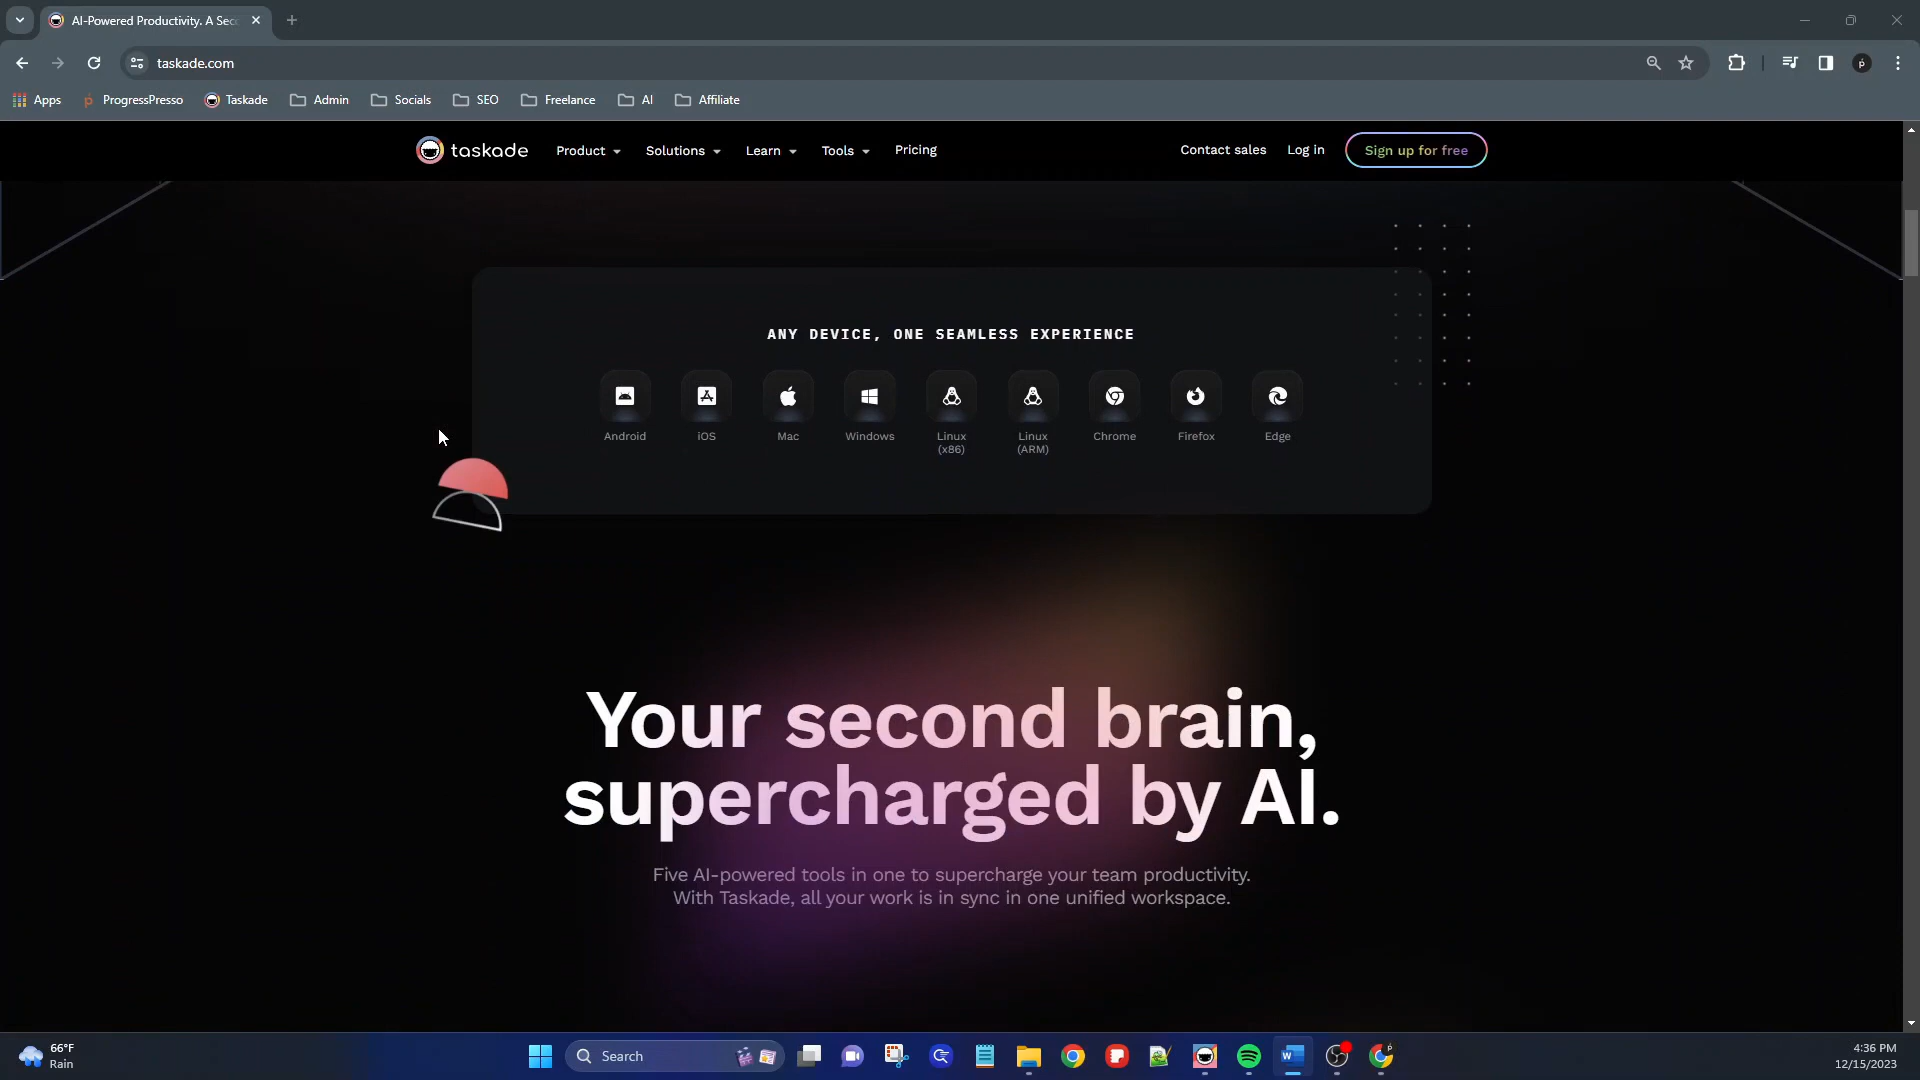 AI-Powered Productivity. A Sec
taskade.com
Apps
ProgressPresso
Taskade
Admin
Socials
SEO
Freelance
AI
Affiliate
taskade
Product
Solutions
Learn
Tools
Pricing
Contact sales
Log in
Sign up for free
ANY DEVICE, ONE SEAMLESS EXPERIENCE
Android
iOS
Mac
Windows
Linux
(x86)
Linux
(ARM)
Chrome
Firefox
Edge
Your second brain,
supercharged by AI.
Five AI-powered tools in one to supercharge your team productivity.
With Taskade, all your work is in sync in one unified workspace.
66°F
Rain
Search
4:36 PM
12/15/2023